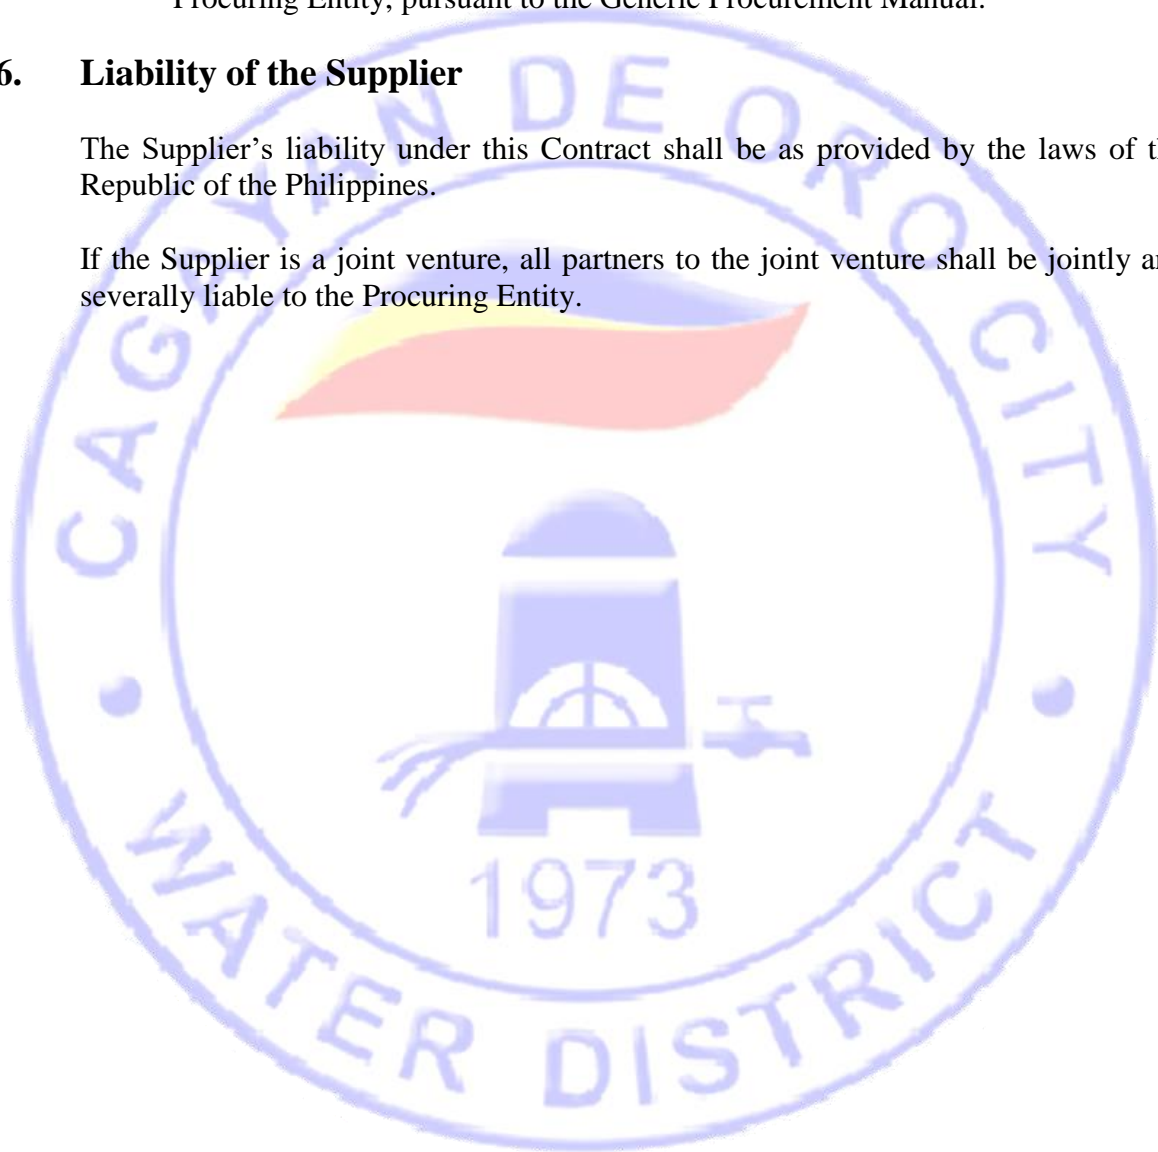 Procuring Entity, pursuant to the Generic Procurement Manual.
6. Liability of the Supplier
The Supplier’s liability under this Contract shall be as provided by the laws of
Republic of the Philippines.
If the Supplier is a joint venture, all partners to the joint venture shall be jointly
severally liable to the Procuring Entity.
CAGAYAN DE ORO CITY
1973
WATER DISTRICT